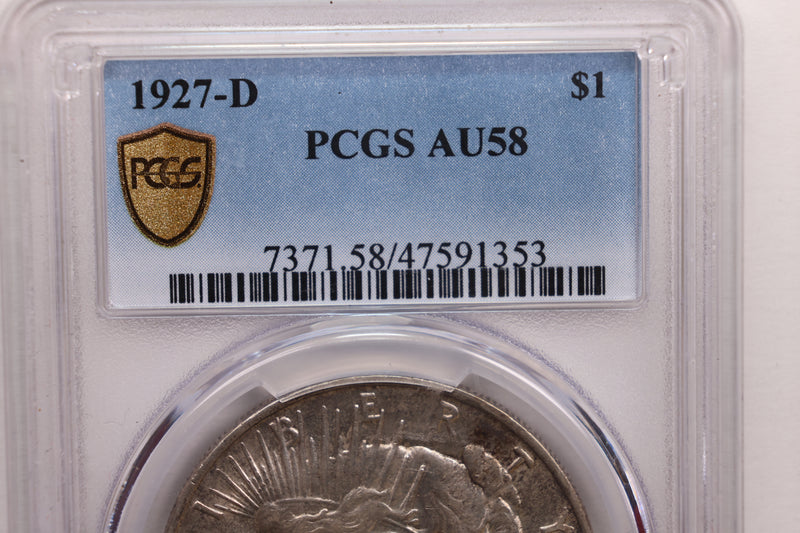 1927-D $1
PCGS AU58
PCGS
7371.58/47591353
LIBERTY